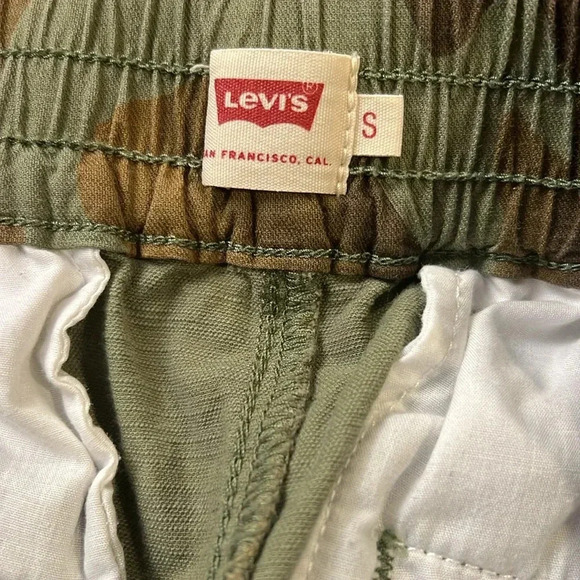 Levi's ®
AN FRANCISCO, CAL.
S